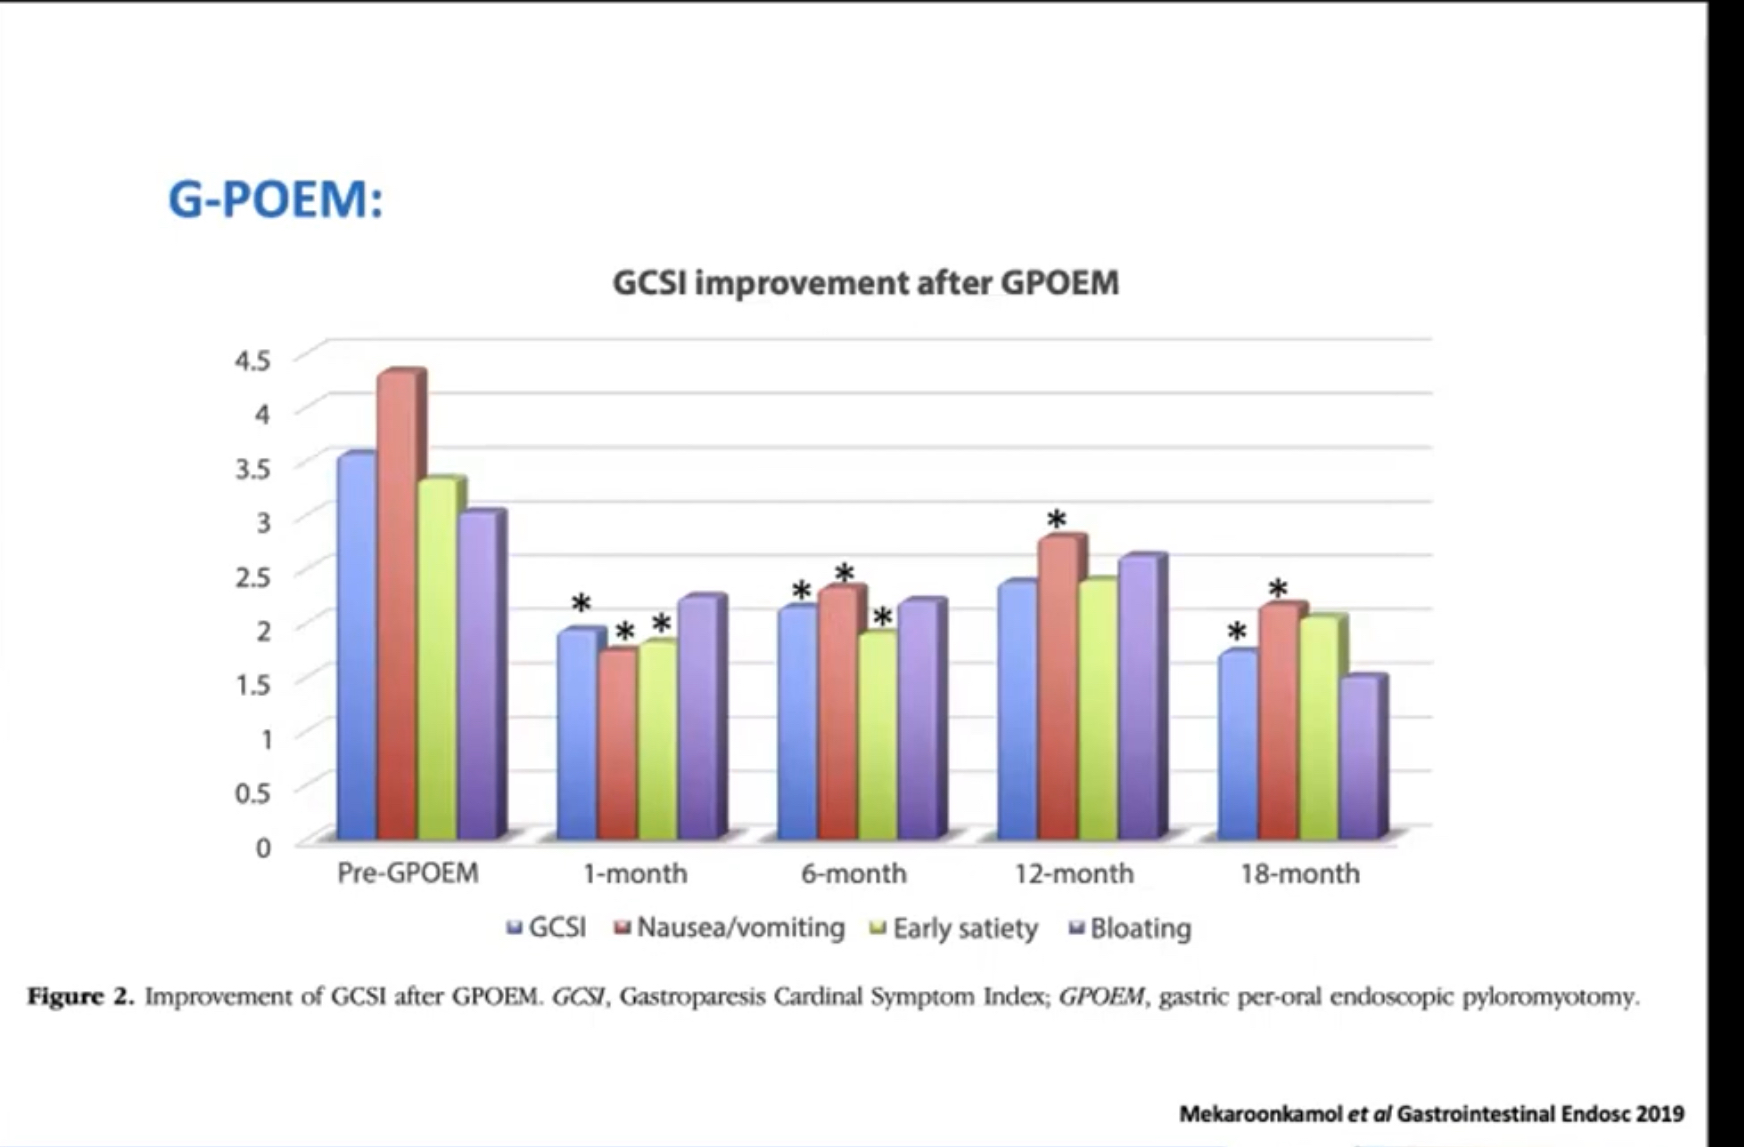 G-POEM:
GCSI improvement after GPOEM
4.5
4
3.5
3
2.5
2
1.5
1
0.5
0
* * * * * * * * *
Pre-GPOEM 1-month 6-month 12-month 18-month
GCSI Nausea/vomiting Early satiety Bloating
Figure 2. Improvement of GCSI after GPOEM. GCSI, Gastroparesis Cardinal Symptom Index; GPOEM, gastric per-oral endoscopic pyloromyotomy.
Mekaroonkamol et al Gastrointestinal Endosc 2019